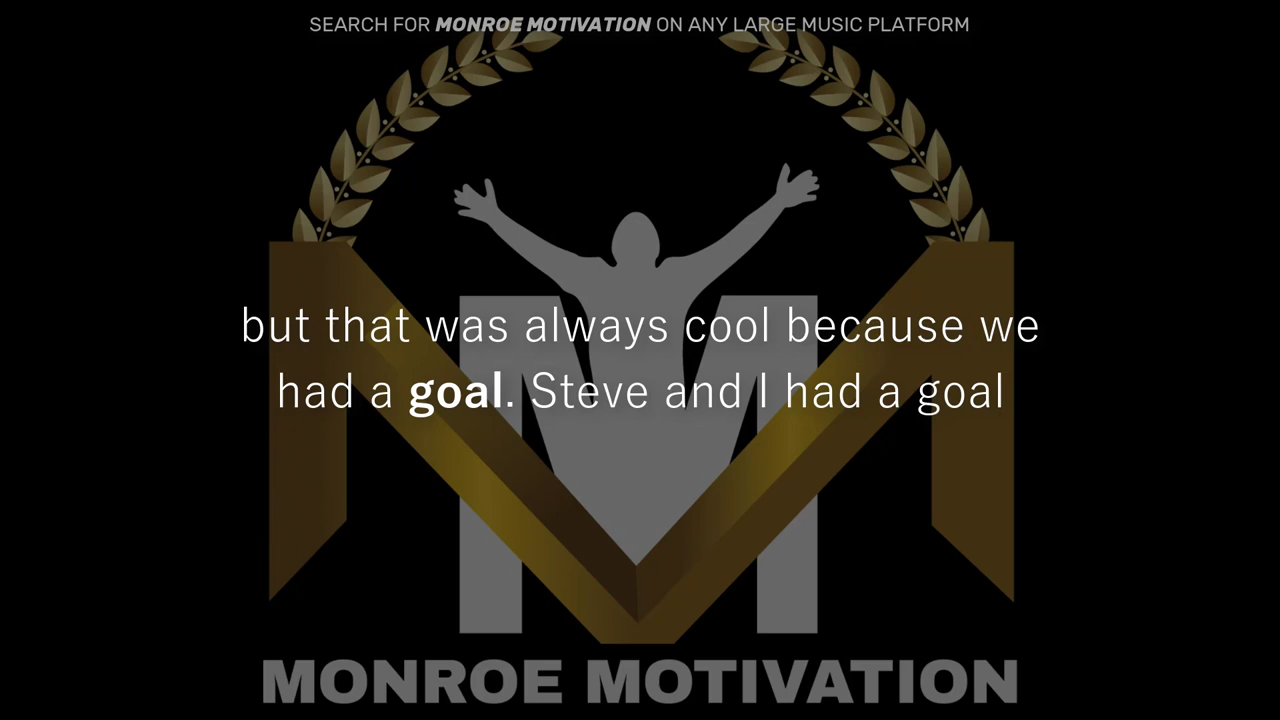 SEARCH FOR MONROE MOTIVATION ON ANY LARGE MUSIC PLATFORM
but that was always cool because we
had a goal. Steve and I had a goal
MONROE MOTIVATION